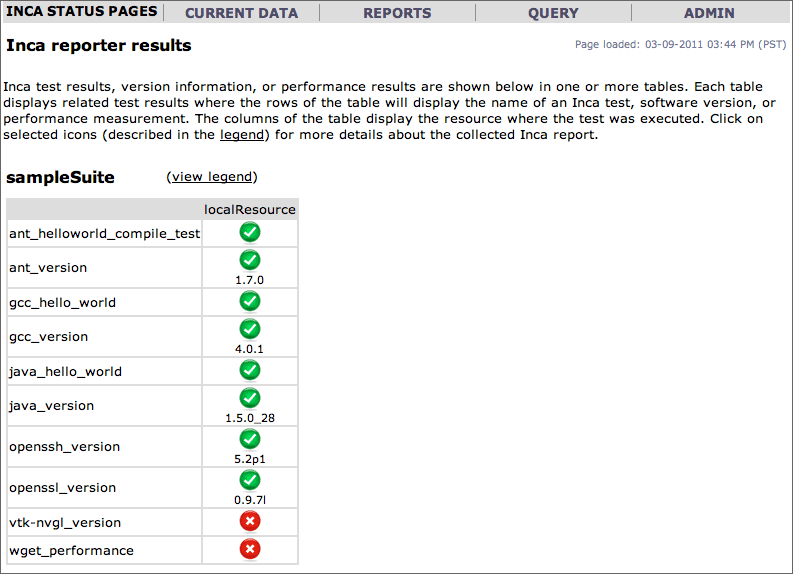 INCA STATUS PAGES CURRENT DATA REPORTS QUERY ADMIN
Inca reporter results
Page loaded: 03-09-2011 03:44 PM (PST)
Inca test results, version information, or performance results are shown below in one or more tables. Each table
displays related test results where the rows of the table will display the name of an Inca test, software version, or
performance measurement. The columns of the table display the resource where the test was executed. Click on
selected icons (described in the legend) for more details about the collected Inca report.
sampleSuite (view legend)
localResource
ant_helloworld_compile_test
ant_version
1.7.0
gcc_hello_world
gcc_version
4.0.1
java_hello_world
java_version
1.5.0_28
openssh_version
5.2p1
openssl_version
0.9.7l
vtk-nvgl_version
wget_performance